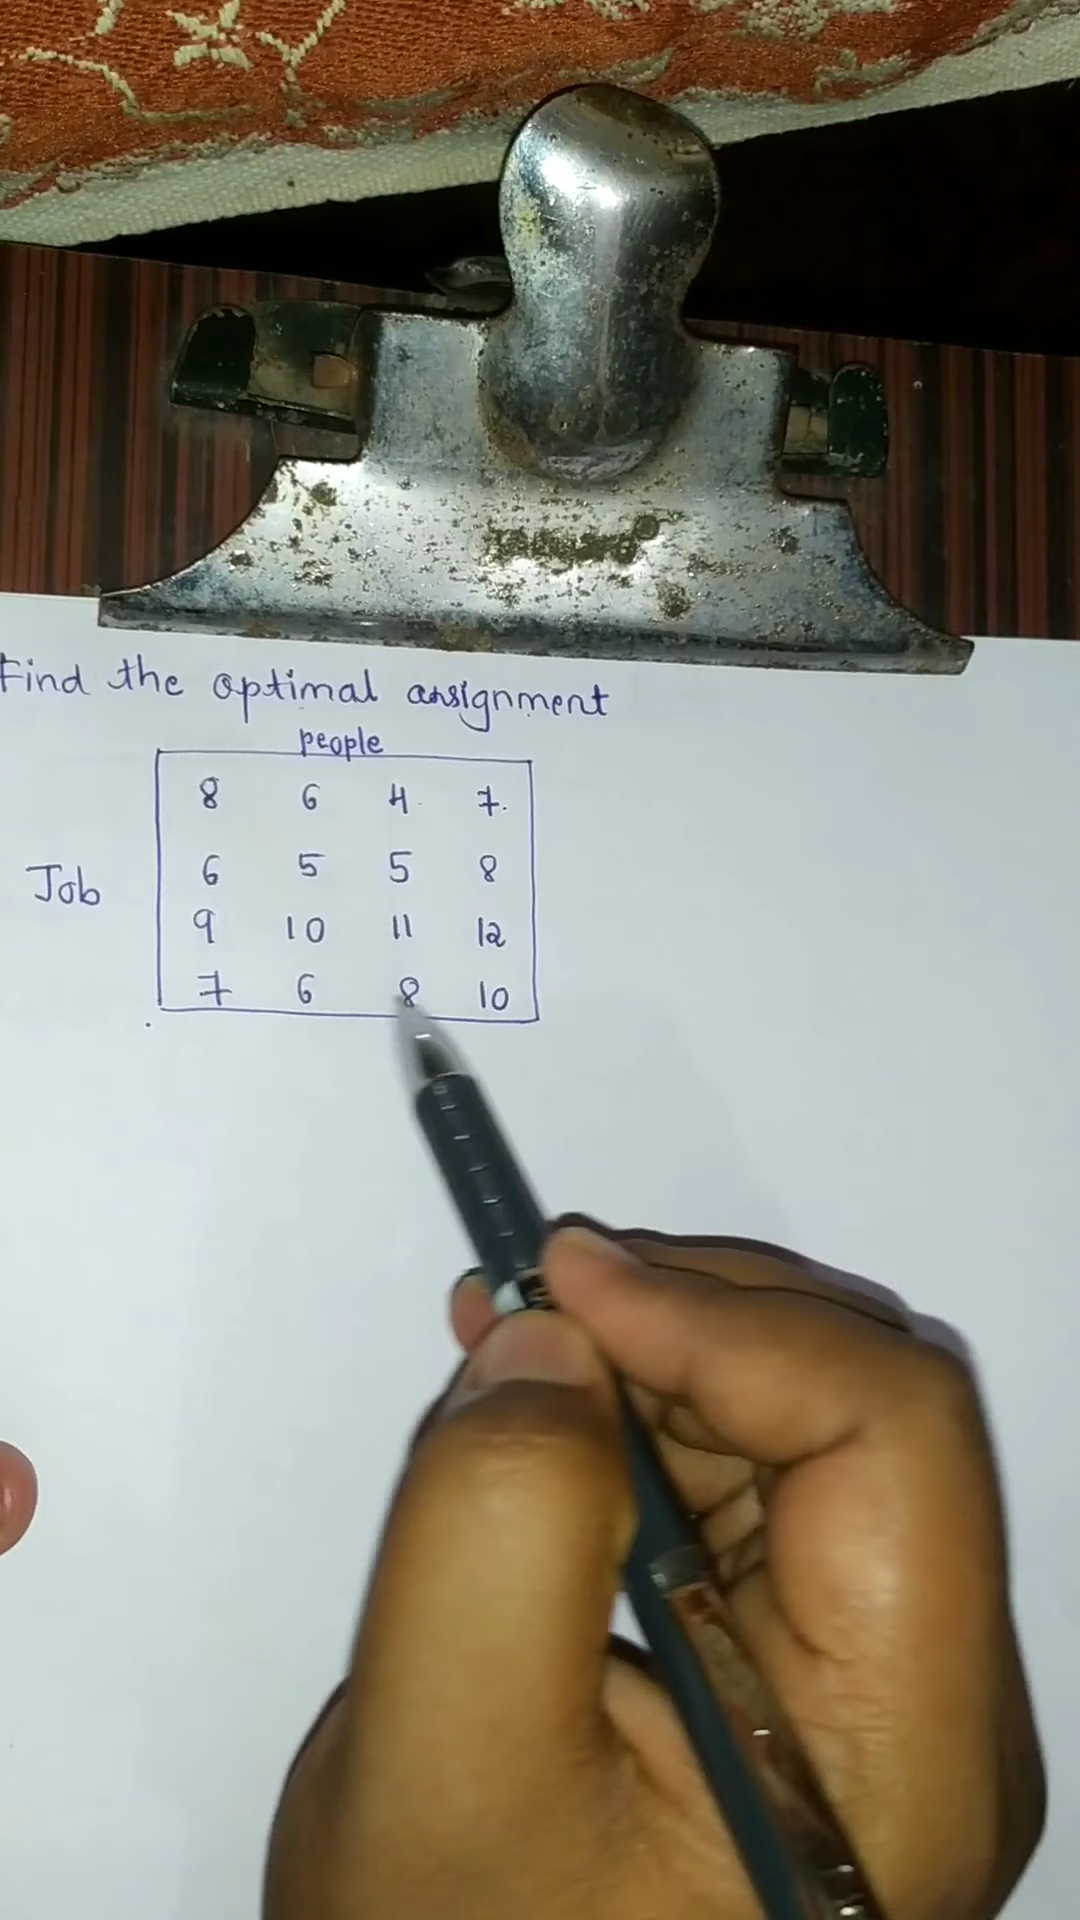 Find the optimal assignment
people
8 6 4 7.
Job
6 5 5 8
9 10 11 12
7 6 8 10